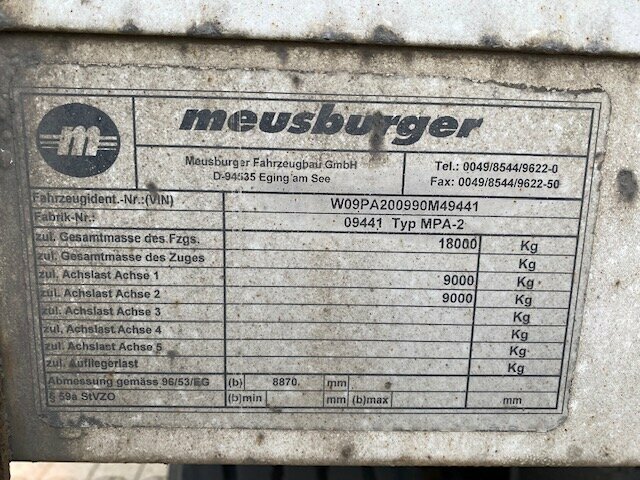 m
meusburger
Meusburger Fahrzeugbau GmbH
D-94535 Eging am See
Tel.: 0049/8544/9622-0
Fax: 0049/8544/9622-50
Fahrzeugident.-Nr.:(VIN) W09PA200990M49441
Fabrik-Nr.: 09441 Typ MPA-2
zul. Gesamtmasse des Fzgs. 18000 Kg
zul. Gesamtmasse des Zuges Kg
zul. Achslast Achse 1 9000 Kg
zul. Achslast Achse 2 9000 Kg
zul. Achslast Achse 3 Kg
zul. Achslast Achse 4 Kg
zul. Achslast Achse 5 Kg
zul. Aufliegerlast Kg
Abmessung gemäss 96/53/EG (b) 8870. mm
§ 59a StVZO (b)min mm (b)max mm